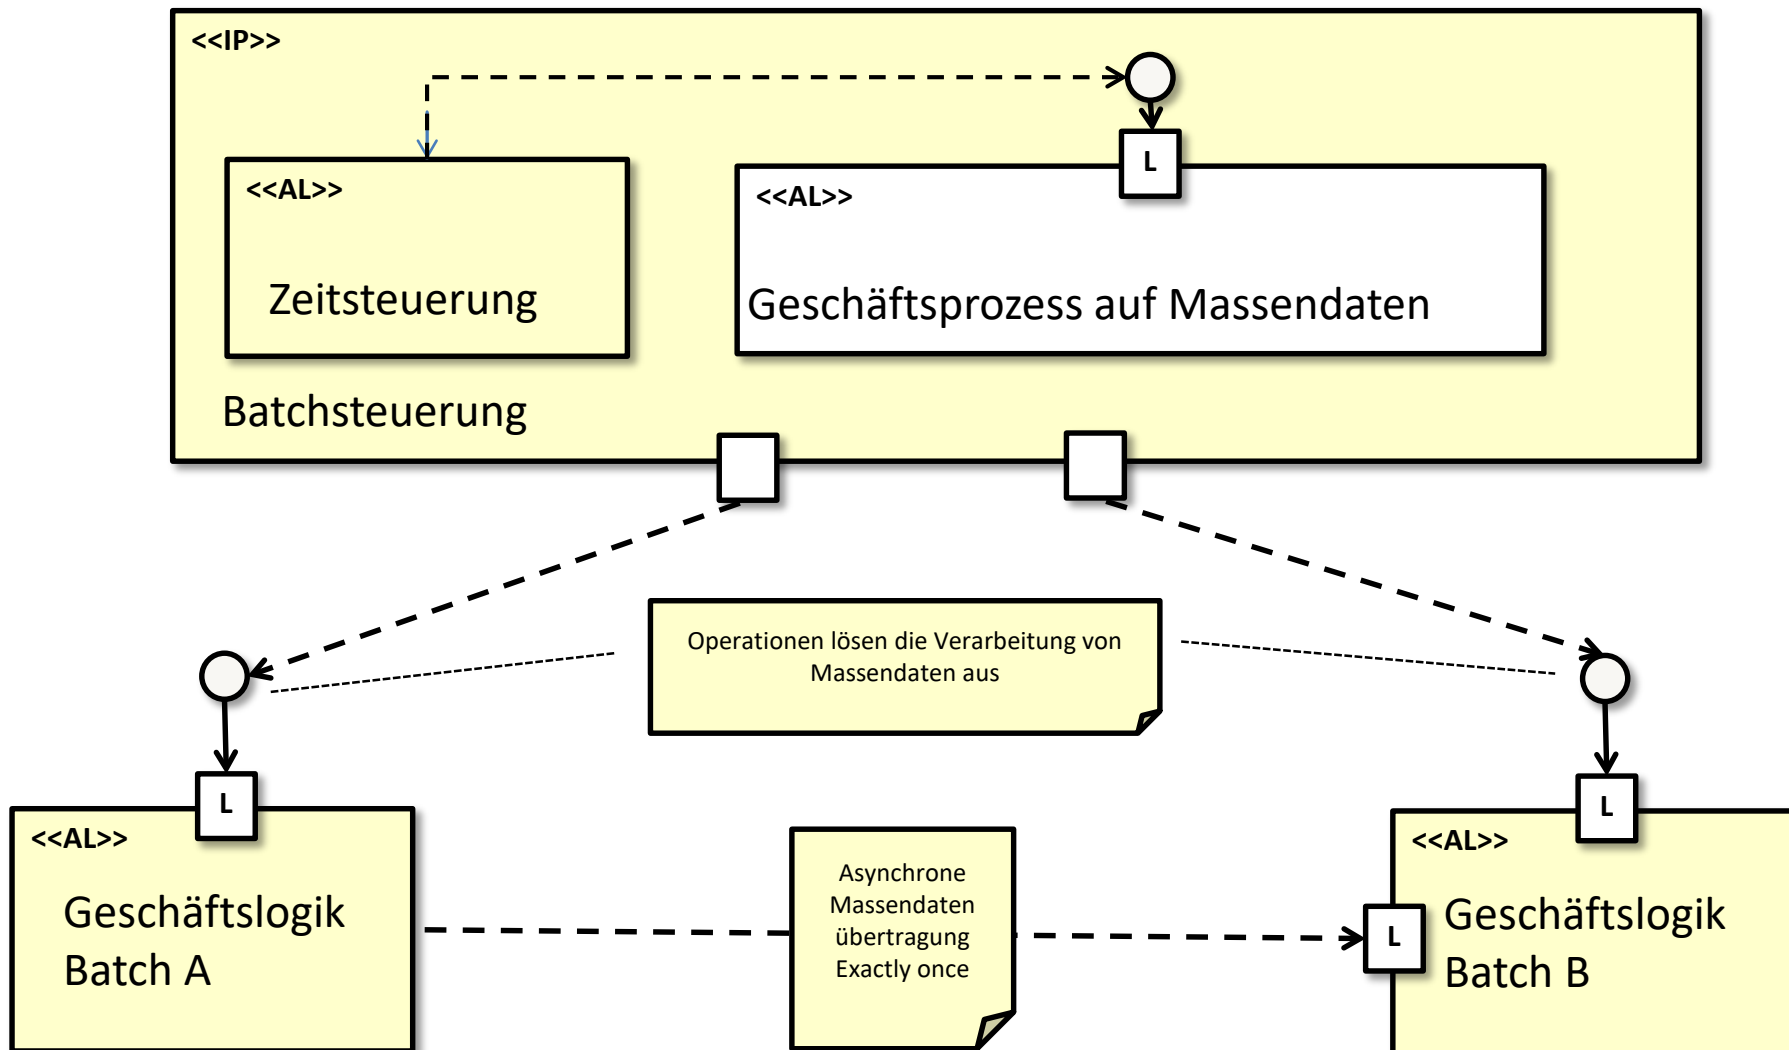 <<IP>>
L
<<AL>>
<<AL>>
Zeitsteuerung
Geschäftsprozess auf Massendaten
Batchsteuerung
Operationen lösen die Verarbeitung von
Massendaten aus
L
L
<<AL>>
<<AL>>
Geschäftslogik
Batch A
Asynchrone
Massendaten
übertragung
Exactly once
L
Geschäftslogik
Batch B